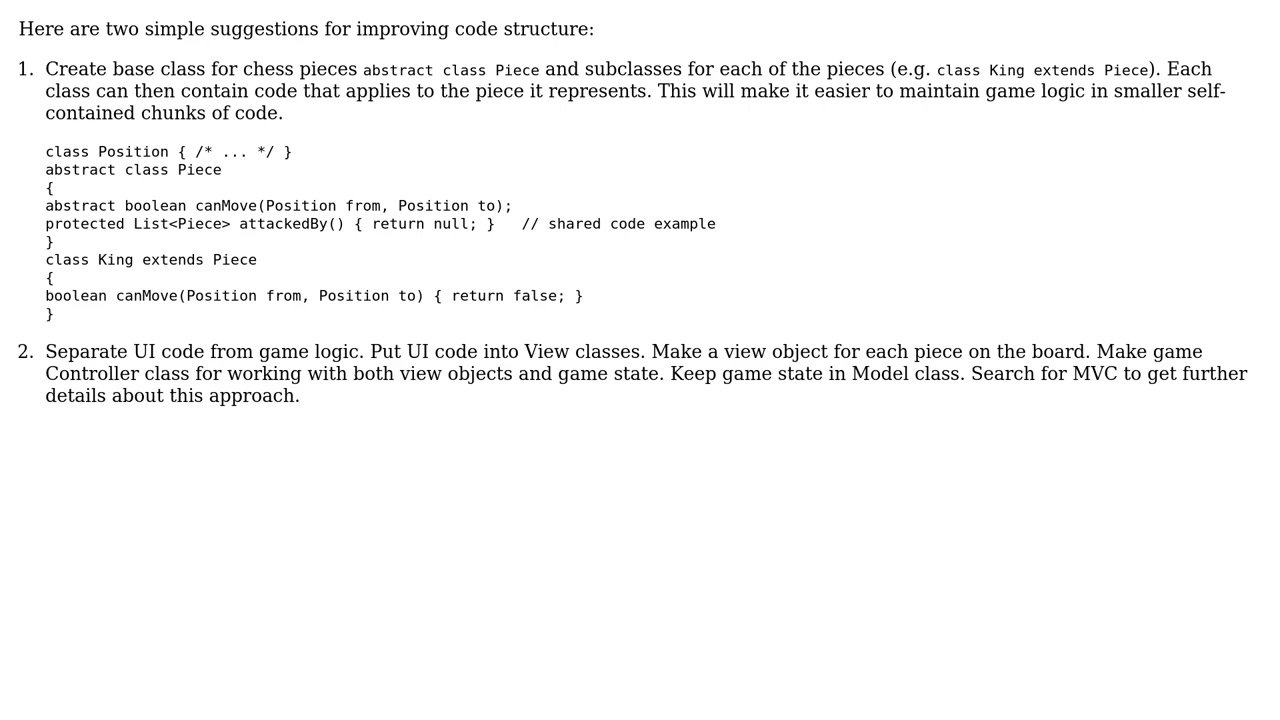 Here are two simple suggestions for improving code structure:
1. Create base class for chess pieces abstract class Piece and subclasses for each of the pieces (e.g. class King extends Piece). Each
class can then contain code that applies to the piece it represents. This will make it easier to maintain game logic in smaller self-
contained chunks of code.
class Position { /* ... */ }
abstract class Piece
{
abstract boolean canMove(Position from, Position to);
protected List<Piece> attackedBy() { return null; }   // shared code example
}
class King extends Piece
{
boolean canMove(Position from, Position to) { return false; }
}
2. Separate UI code from game logic. Put UI code into View classes. Make a view object for each piece on the board. Make game
Controller class for working with both view objects and game state. Keep game state in Model class. Search for MVC to get further
details about this approach.